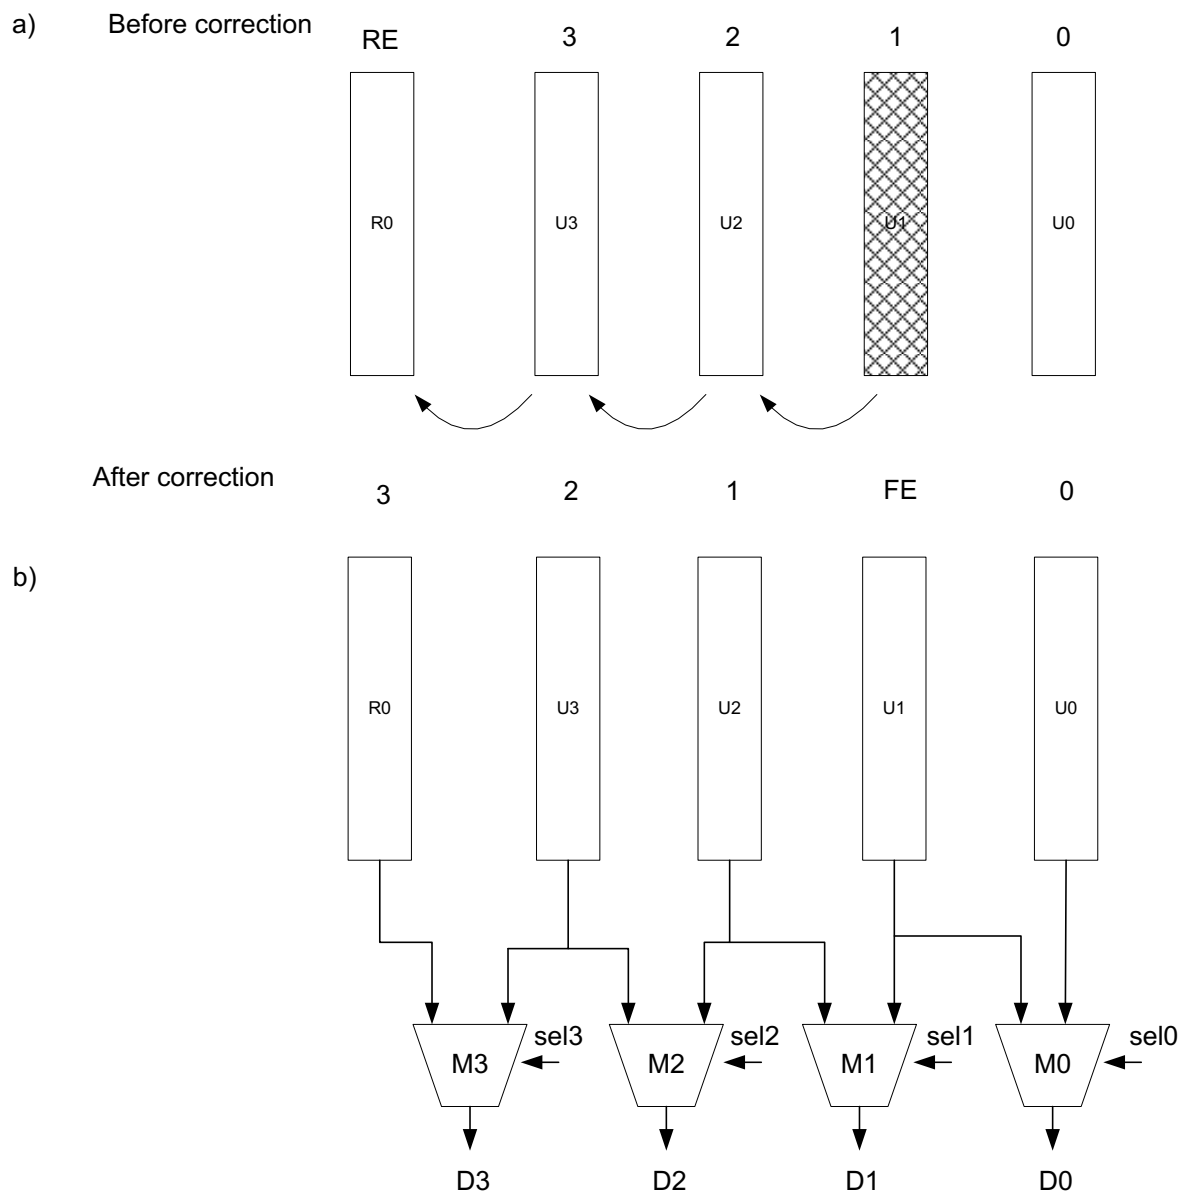 a) Before correction RE 3 2 1 0
R0 U3 U2 U1 U0
After correction 3 2 1 FE 0
b)
R0 U3 U2 U1 U0
sel3 sel2 sel1 sel0
M3 M2 M1 M0
D3 D2 D1 D0